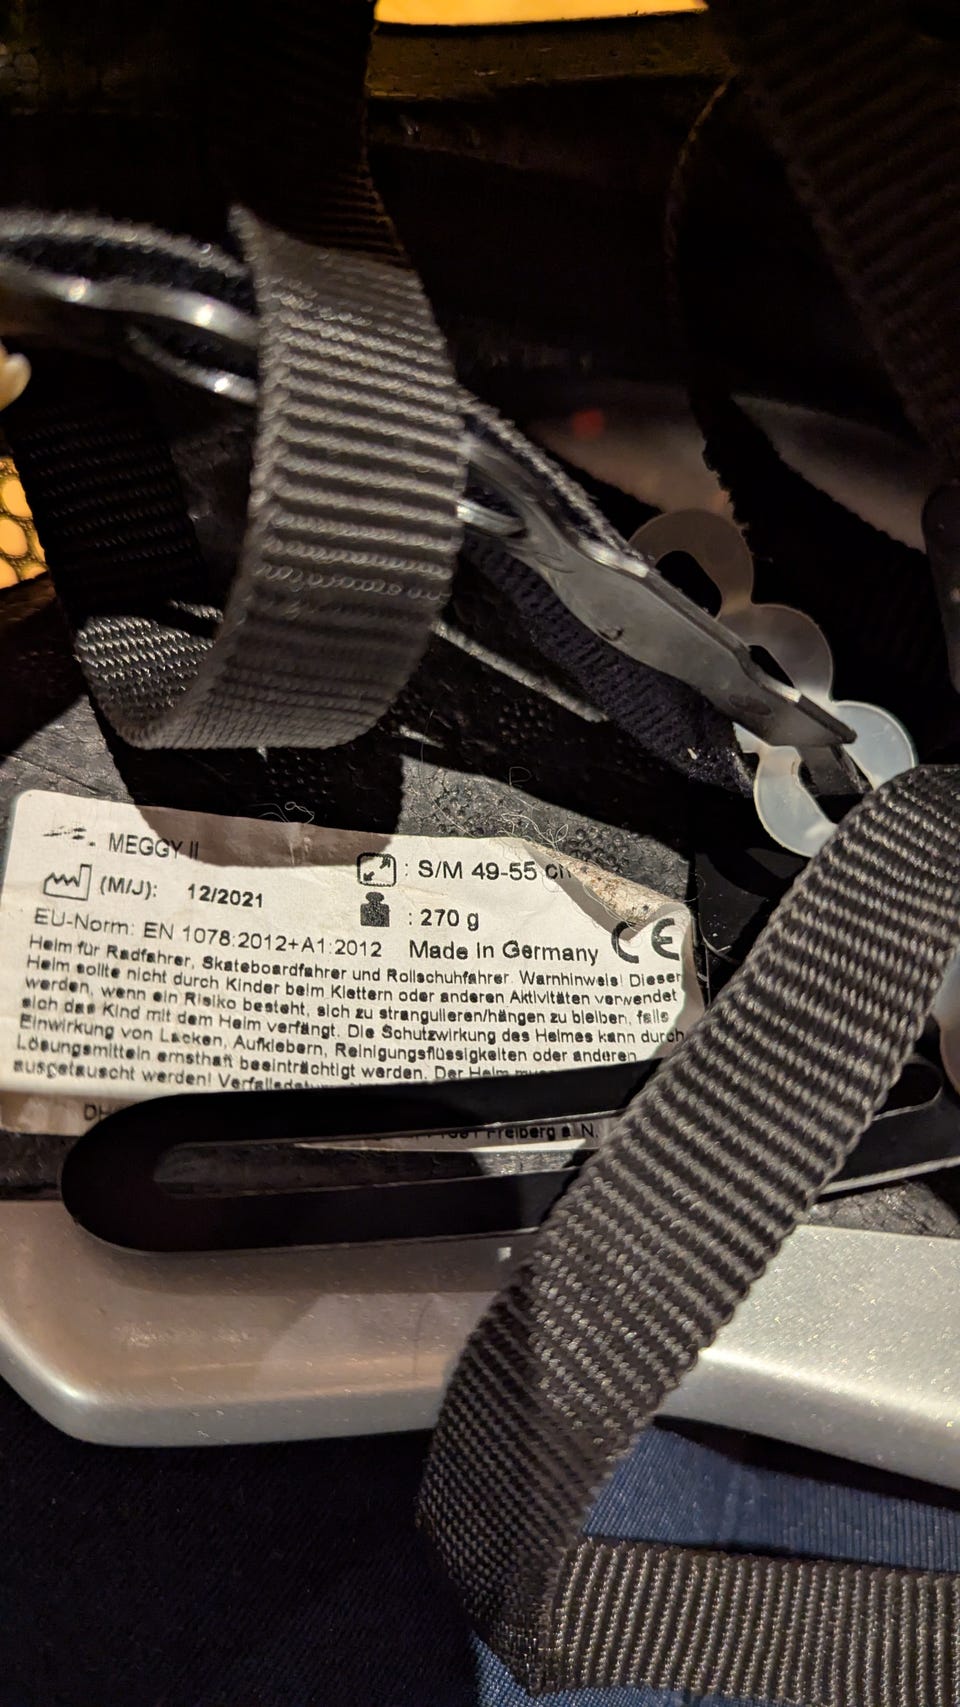 MEGGY II
: S/M 49-55 cm
(M/J): 12/2021
: 270 g
EU-Norm: EN 1078:2012+A1:2012 Made In Germany CE
Helm für Radfahrer, Skateboardfahrer und Rollschuhfahrer. Warnhinweis! Dieser
Helm sollte nicht durch Kinder beim Klettern oder anderen Aktivitäten verwendet
werden, wenn ein Risiko besteht, sich zu strangulieren/hängen zu bleiben, falls
sich das Kind mit dem Helm verfängt. Die Schutzwirkung des Helmes kann durch
Einwirkung von Lacken, Aufklebern, Reinigungsflüssigkeiten oder anderen
Lösungsmitteln ernsthaft beeinträchtigt werden. Der Helm
ausgetauscht werden!
Freiberg a. N.